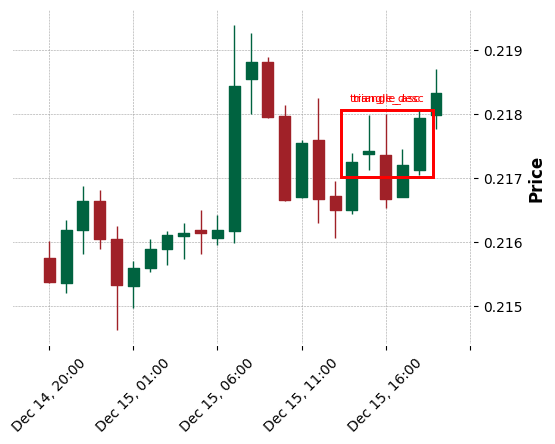 0.219
0.218
0.217
0.216
0.215
Price
Dec 14, 20:00
Dec 15, 01:00
Dec 15, 06:00
Dec 15, 11:00
Dec 15, 16:00